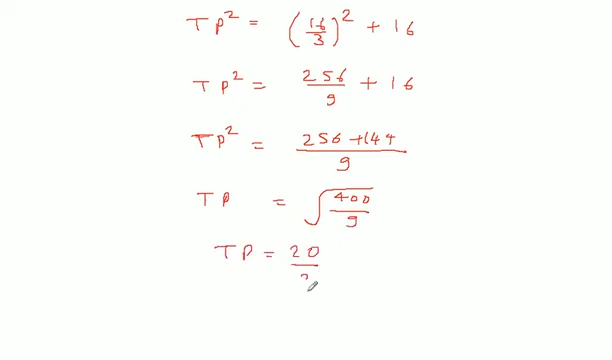 TP² = (16/3)² + 16
TP² = 256/9 + 16
TP² = 256+144/9
TP = √400/9
TP = 20